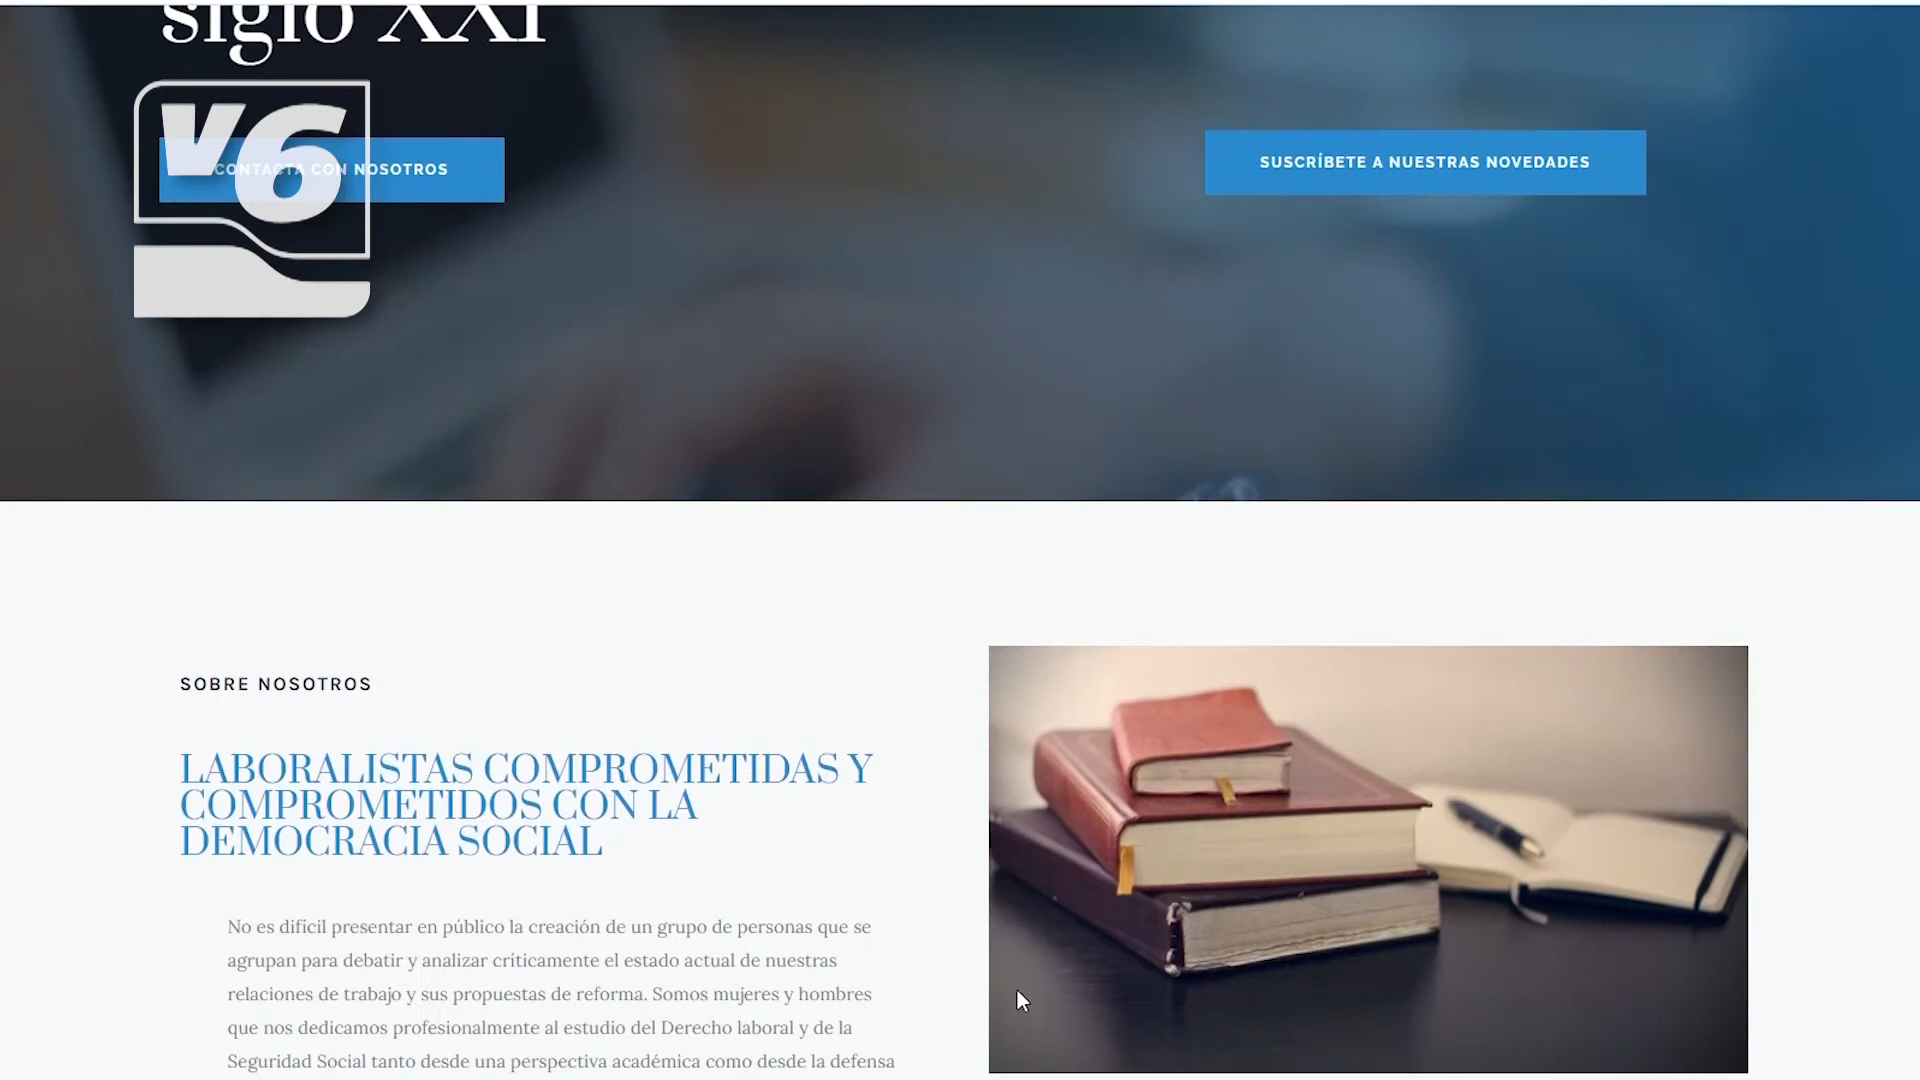 siglo XXI
v6
CONTACTA CON NOSOTROS
SUSCRÍBETE A NUESTRAS NOVEDADES
SOBRE NOSOTROS
LABORALISTAS COMPROMETIDAS Y
COMPROMETIDOS CON LA
DEMOCRACIA SOCIAL
No es difícil presentar en público la creación de un grupo de personas que se
agrupan para debatir y analizar críticamente el estado actual de nuestras
relaciones de trabajo y sus propuestas de reforma. Somos mujeres y hombres
que nos dedicamos profesionalmente al estudio del Derecho laboral y de la
Seguridad Social tanto desde una perspectiva académica como desde la defensa